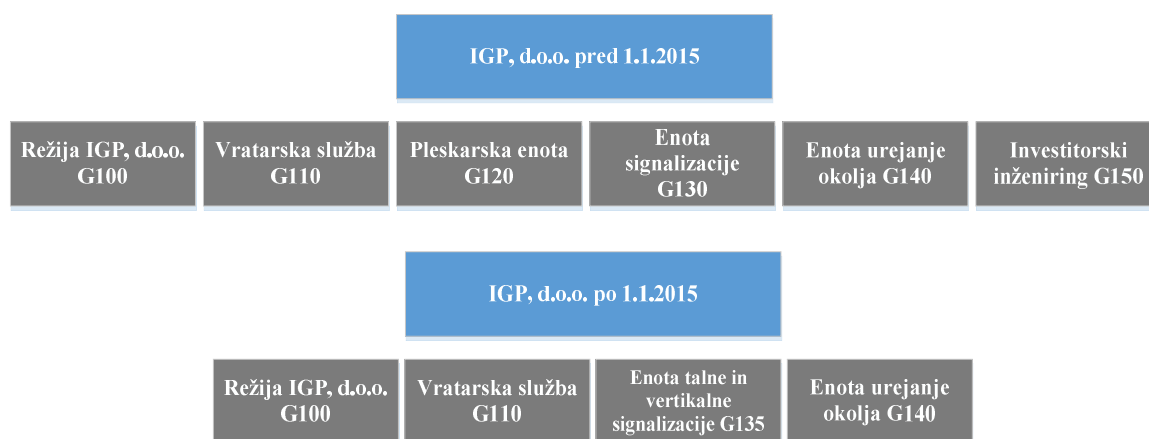 IGP, d.o.o. pred 1.1.2015
Režija IGP, d.o.o.
G100
Vratarska služba
G110
Pleskarska enota
G120
Enota
signalizacije
G130
Enota urejanje
okolja G140
Investitorski
inženiring G150
IGP, d.o.o. po 1.1.2015
Režija IGP, d.o.o.
G100
Vratarska služba
G110
Enota talne in
vertikalne
signalizacije G135
Enota urejanje
okolja G140